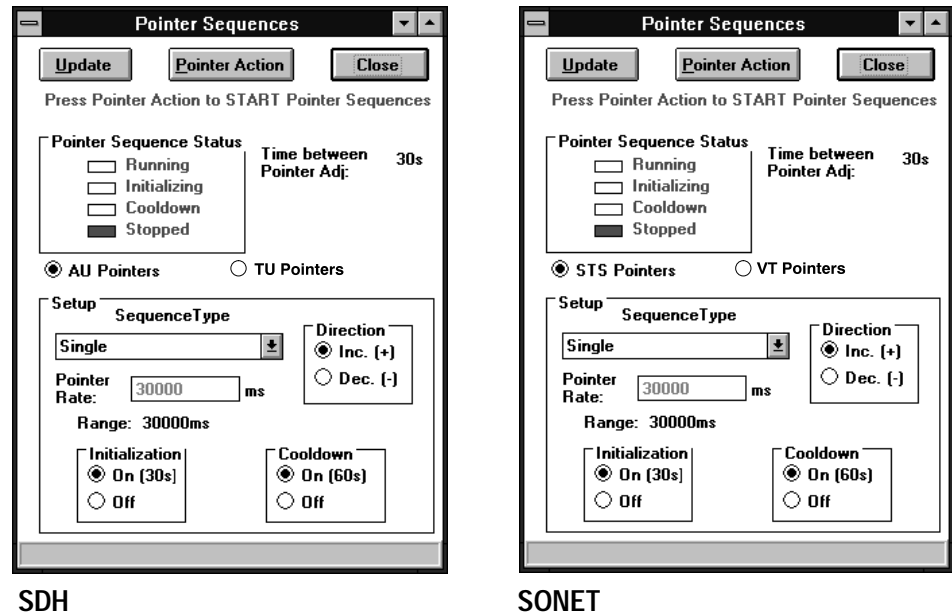 Pointer Sequences
Update Pointer Action Close
Press Pointer Action to START Pointer Sequences
Pointer Sequence Status
Running
Initializing
Cooldown
Stopped
Time between
Pointer Adj:
30s
AU Pointers TU Pointers
Setup
SequenceType
Single
Direction
Inc. (+)
Dec. (-)
Pointer
Rate:
30000 ms
Range: 30000ms
Initialization
On (30s)
Off
Cooldown
On (60s)
Off
SDH
Pointer Sequences
Update Pointer Action Close
Press Pointer Action to START Pointer Sequences
Pointer Sequence Status
Running
Initializing
Cooldown
Stopped
Time between
Pointer Adj:
30s
STS Pointers VT Pointers
Setup
SequenceType
Single
Direction
Inc. (+)
Dec. (-)
Pointer
Rate:
30000 ms
Range: 30000ms
Initialization
On (30s)
Off
Cooldown
On (60s)
Off
SONET